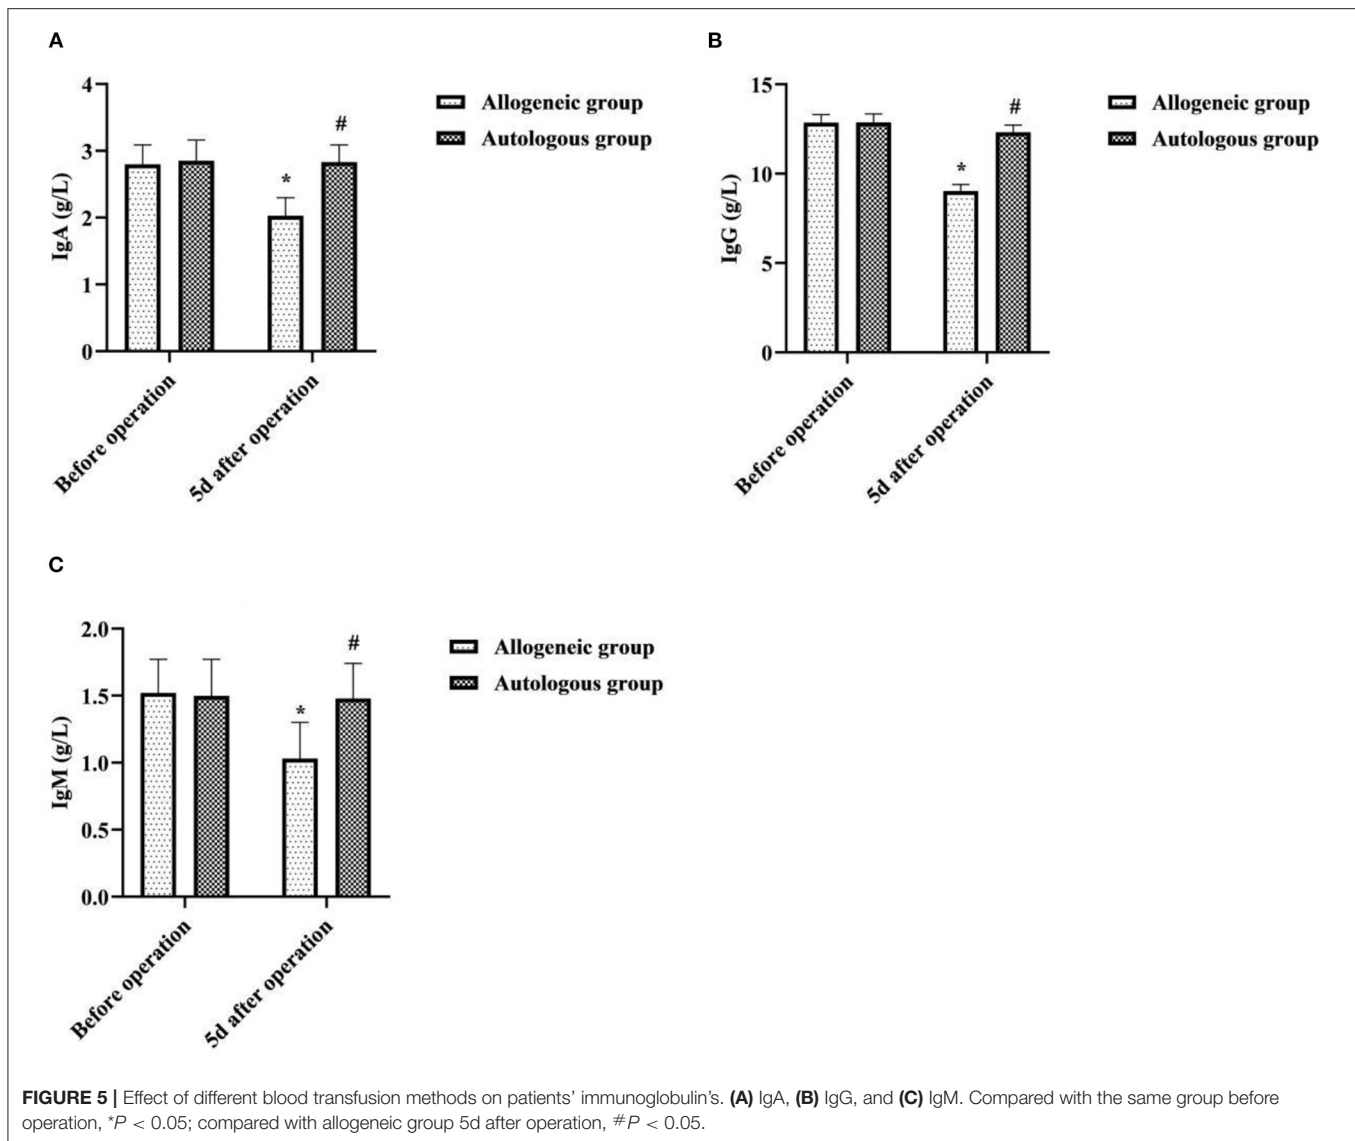 A
4
3
2
1
0
IgA (g/L)
*
#
Before operation
5d after operation
Allogeneic group
Autologous group
B
15
10
5
0
IgG (g/L)
*
#
Before operation
5d after operation
Allogeneic group
Autologous group
C
2.0
1.5
1.0
0.5
0.0
IgM (g/L)
*
#
Before operation
5d after operation
Allogeneic group
Autologous group
FIGURE 5 | Effect of different blood transfusion methods on patients' immunoglobulin's. (A) IgA, (B) IgG, and (C) IgM. Compared with the same group before
operation, *P < 0.05; compared with allogeneic group 5d after operation, #P < 0.05.